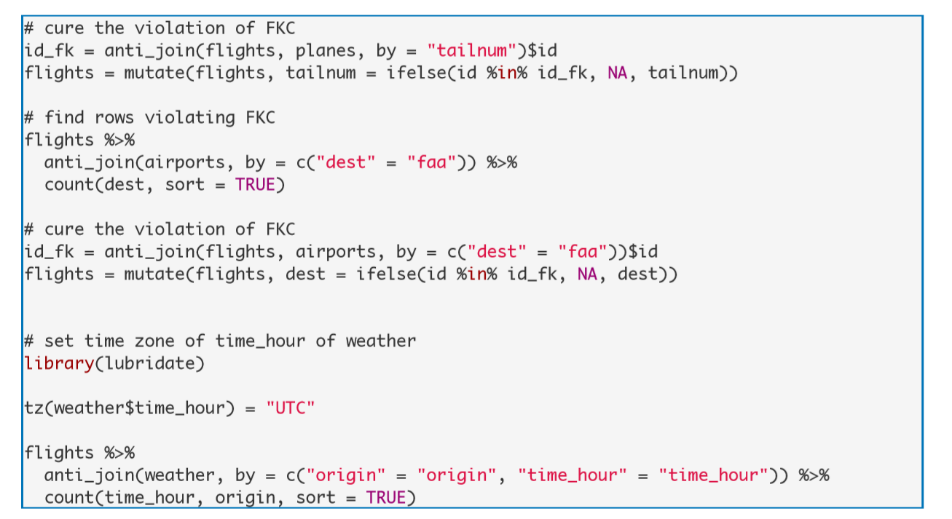 # cure the violation of FKC
id_fk = anti_join(flights, planes, by = "tailnum")$id
flights = mutate(flights, tailnum = ifelse(id %in% id_fk, NA, tailnum))
# find rows violating FKC
flights %>%
  anti_join(airports, by = c("dest" = "faa")) %>%
  count(dest, sort = TRUE)
# cure the violation of FKC
id_fk = anti_join(flights, airports, by = c("dest" = "faa"))$id
flights = mutate(flights, dest = ifelse(id %in% id_fk, NA, dest))
# set time zone of time_hour of weather
library(lubridate)
tz(weather$time_hour) = "UTC"
flights %>%
  anti_join(weather, by = c("origin" = "origin", "time_hour" = "time_hour")) %>%
  count(time_hour, origin, sort = TRUE)